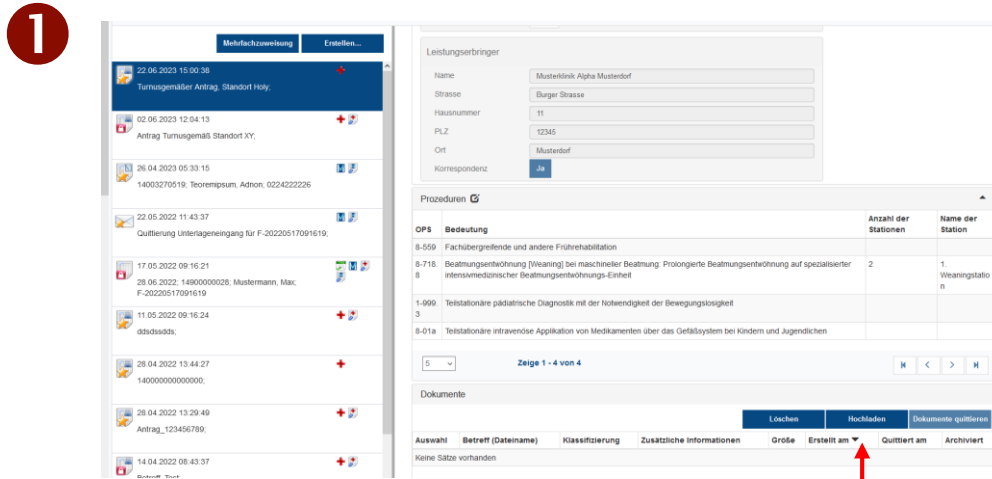 1
Mehrfachzuweisung Erstellen...
22.06.2023 15:00:38
Turnusgemäßer Antrag, Standort Holy;
02.06.2023 12:04:13
Antrag Turnusgemäß Standort XY;
26.04.2023 05:33:15
14003270519; Teoremipsum, Adnon; 0224222226
22.05.2022 11:43:37
Quittierung Unterlageneingang für F-20220517091619;
17.05.2022 09:16:21
28.06.2022; 14900000028; Mustermann, Max;
F-20220517091619
11.05.2022 09:16:24
ddsdssdds;
28.04.2022 13:44:27
140000000000000;
28.04.2022 13:29:49
Antrag_123456789;
14.04.2022 08:43:37
Betreff_Test;
Leistungserbringer
Name Musterklinik Alpha Musterdorf
Strasse Burger Strasse
Hausnummer 11
PLZ 12345
Ort Musterdorf
Korrespondenz Ja
Prozeduren
OPS Bedeutung Anzahl der Stationen Name der Station
8-559 Fachübergreifende und andere Frührehabilitation
8-718. Beatmungsentwöhnung [Weaning] bei maschineller Beatmung: Prolongierte Beatmungsentwöhnung auf spezialisierter 2 1.
8 intensivmedizinischer Beatmungsentwöhnungs-Einheit Weaningstatio
n
1-999. Teilstationäre pädiatrische Diagnostik mit der Notwendigkeit der Bewegungslosigkeit
3
8-01a Teilstationäre intravenöse Applikation von Medikamenten über das Gefäßsystem bei Kindern und Jugendlichen
5 Zeige 1 - 4 von 4
Dokumente
Löschen Hochladen Dokumente quittieren
Auswahl Betreff (Dateiname) Klassifizierung Zusätzliche Informationen Größe Erstellt am Quittiert am Archiviert
Keine Sätze vorhanden